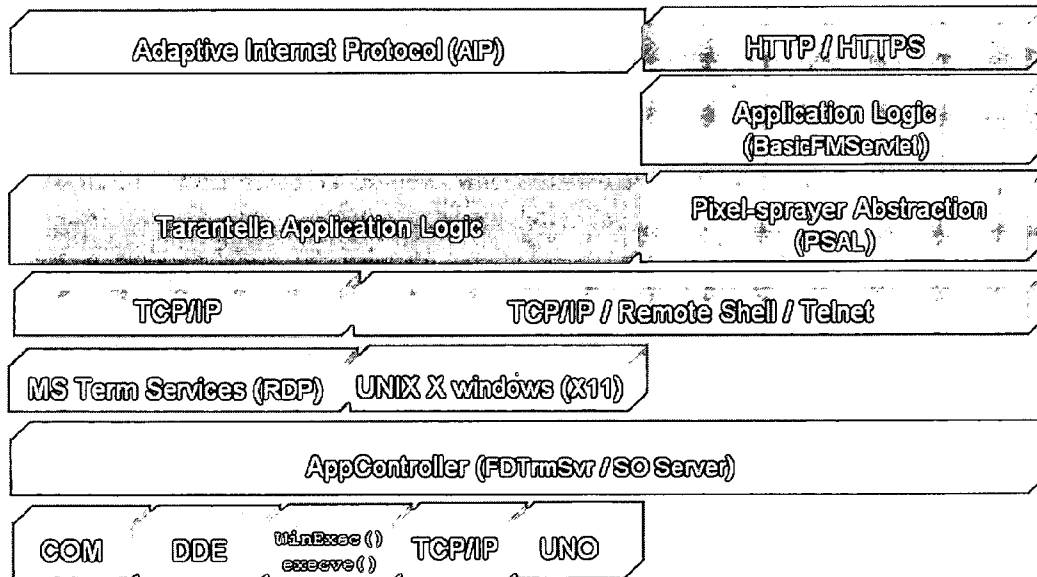 Adaptive Internet Protocol (AIP)
HTTP / HTTPS
Application Logic
(BasicFMServlet)
Tarantella Application Logic
Pixel-sprayer Abstraction
(PSAL)
TCP/IP
TCP/IP / Remote Shell / Telnet
MS Term Services (RDP)
UNIX X windows (X11)
AppController (FDTrmSvr / SO Server)
COM
DDE
WinExec()
execve()
TCP/IP
UNO